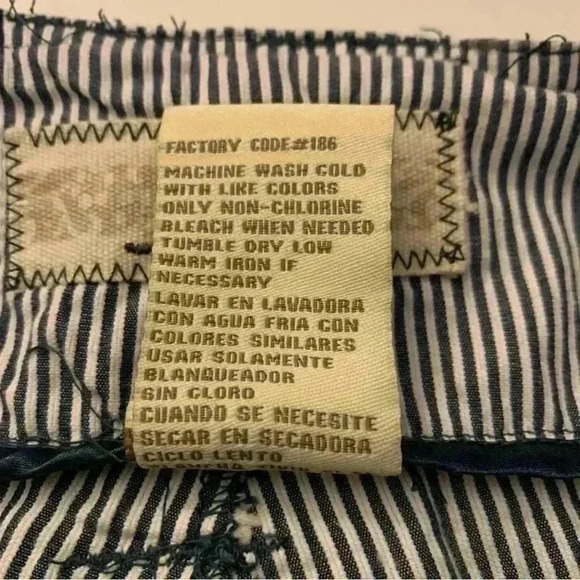 FACTORY CODE#186
MACHINE WASH COLD
WITH LIKE COLORS
ONLY NON-CHLORINE
BLEACH WHEN NEEDED
TUMBLE DRY LOW
WARM IRON IF
NECESSARY
LAVAR EN LAVADORA
CON AGUA FRIA CON
COLORES SIMILARES
USAR SOLAMENTE
BLANQUEADOR
SIN CLORO
CUANDO SE NECESITE
SECAR EN SECADORA
CICLO LENTO